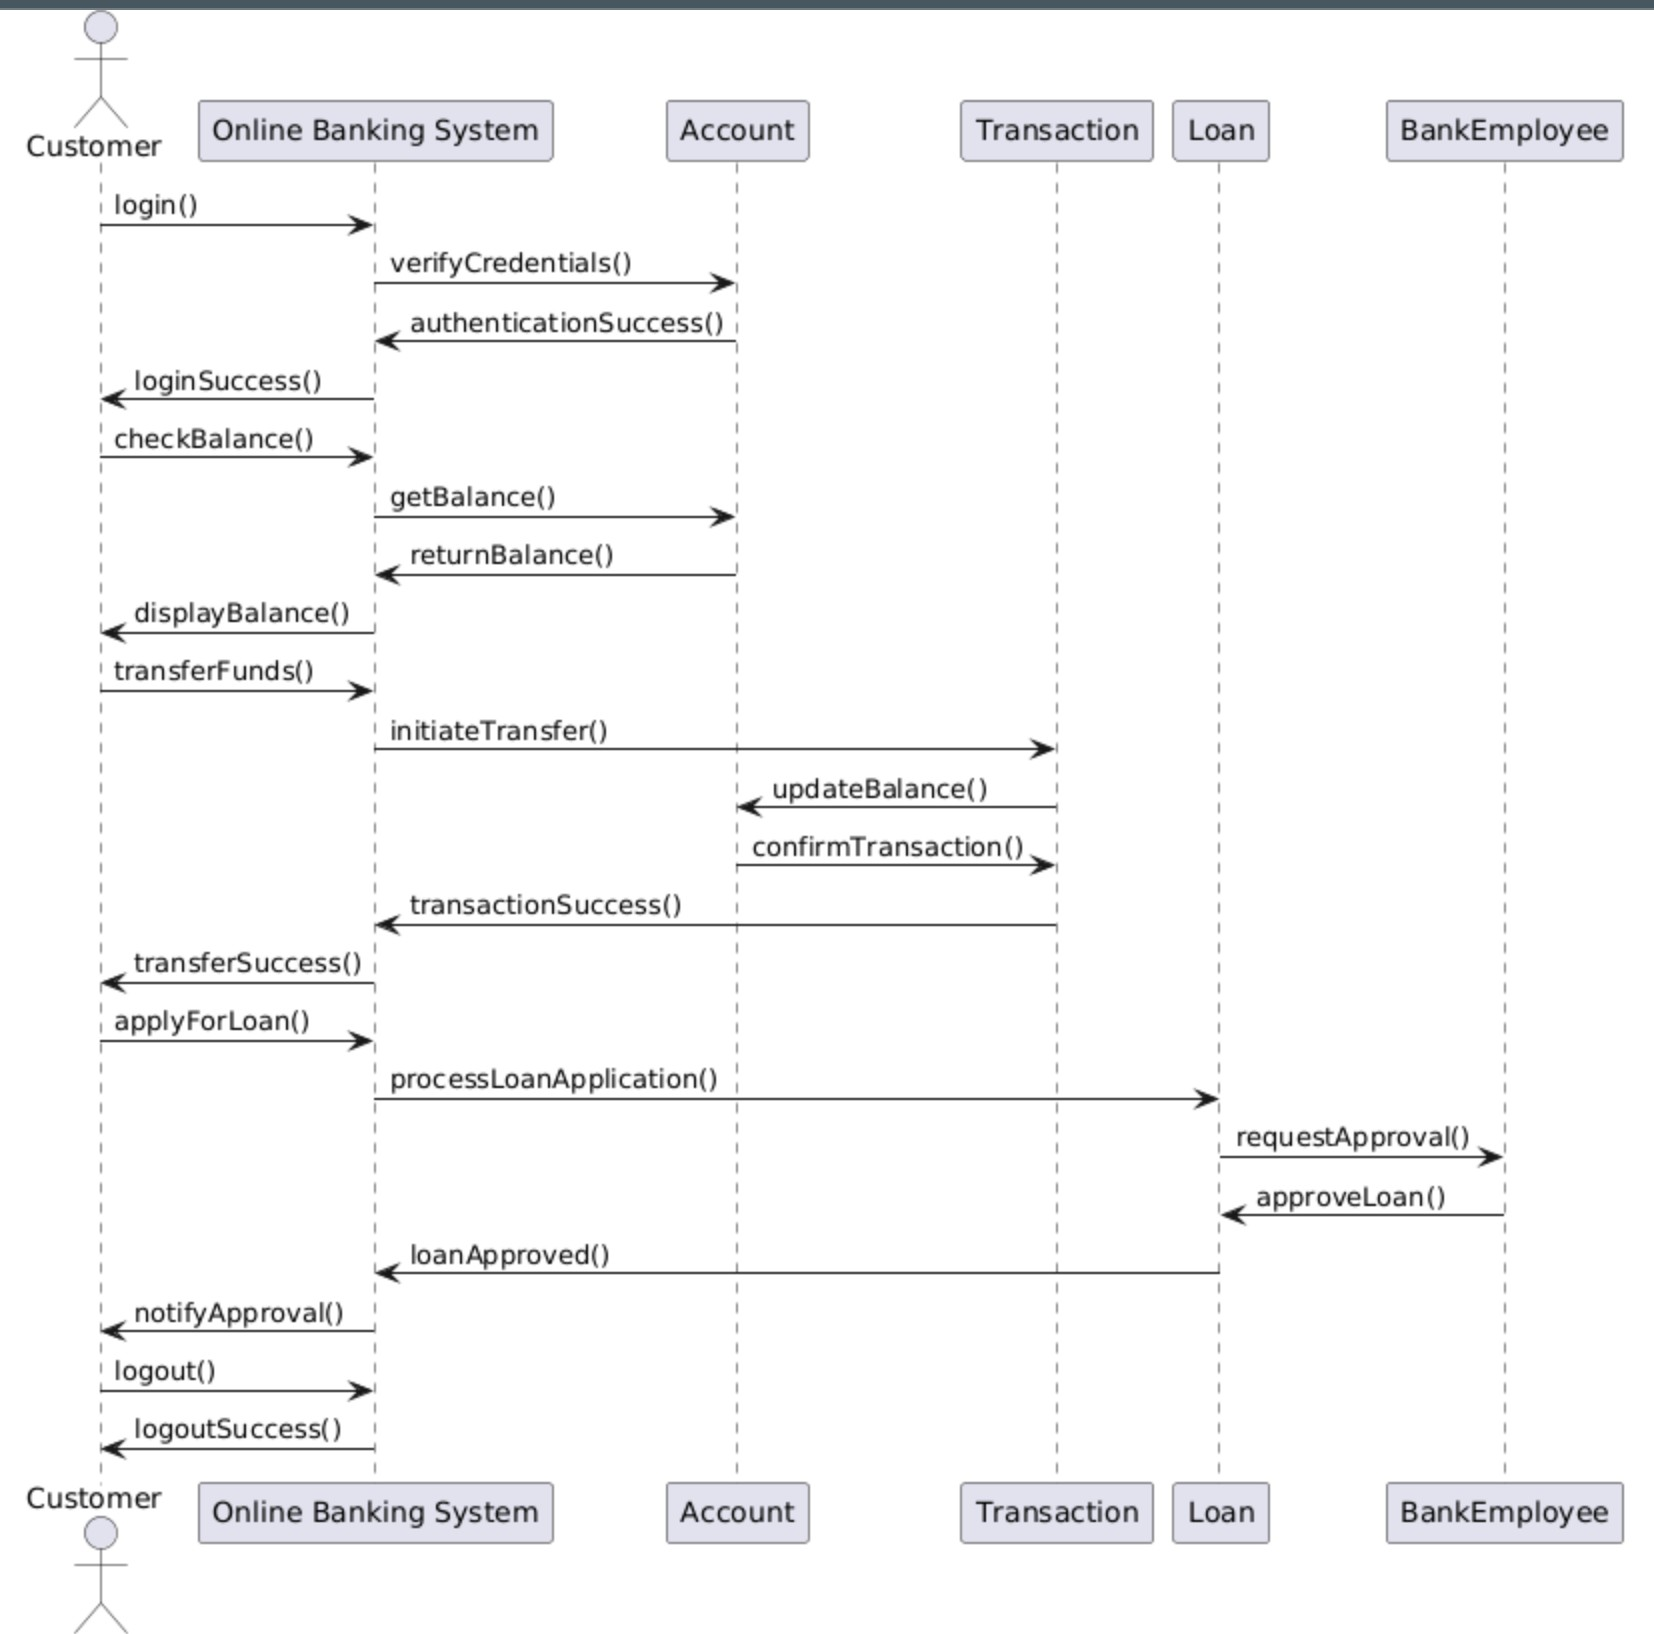 Customer
Online Banking System
Account
Transaction
Loan
BankEmployee
login()
verifyCredentials()
authenticationSuccess()
loginSuccess()
checkBalance()
getBalance()
returnBalance()
displayBalance()
transferFunds()
initiateTransfer()
updateBalance()
confirmTransaction()
transactionSuccess()
transferSuccess()
applyForLoan()
processLoanApplication()
requestApproval()
approveLoan()
loanApproved()
notifyApproval()
logout()
logoutSuccess()
Customer
Online Banking System
Account
Transaction
Loan
BankEmployee